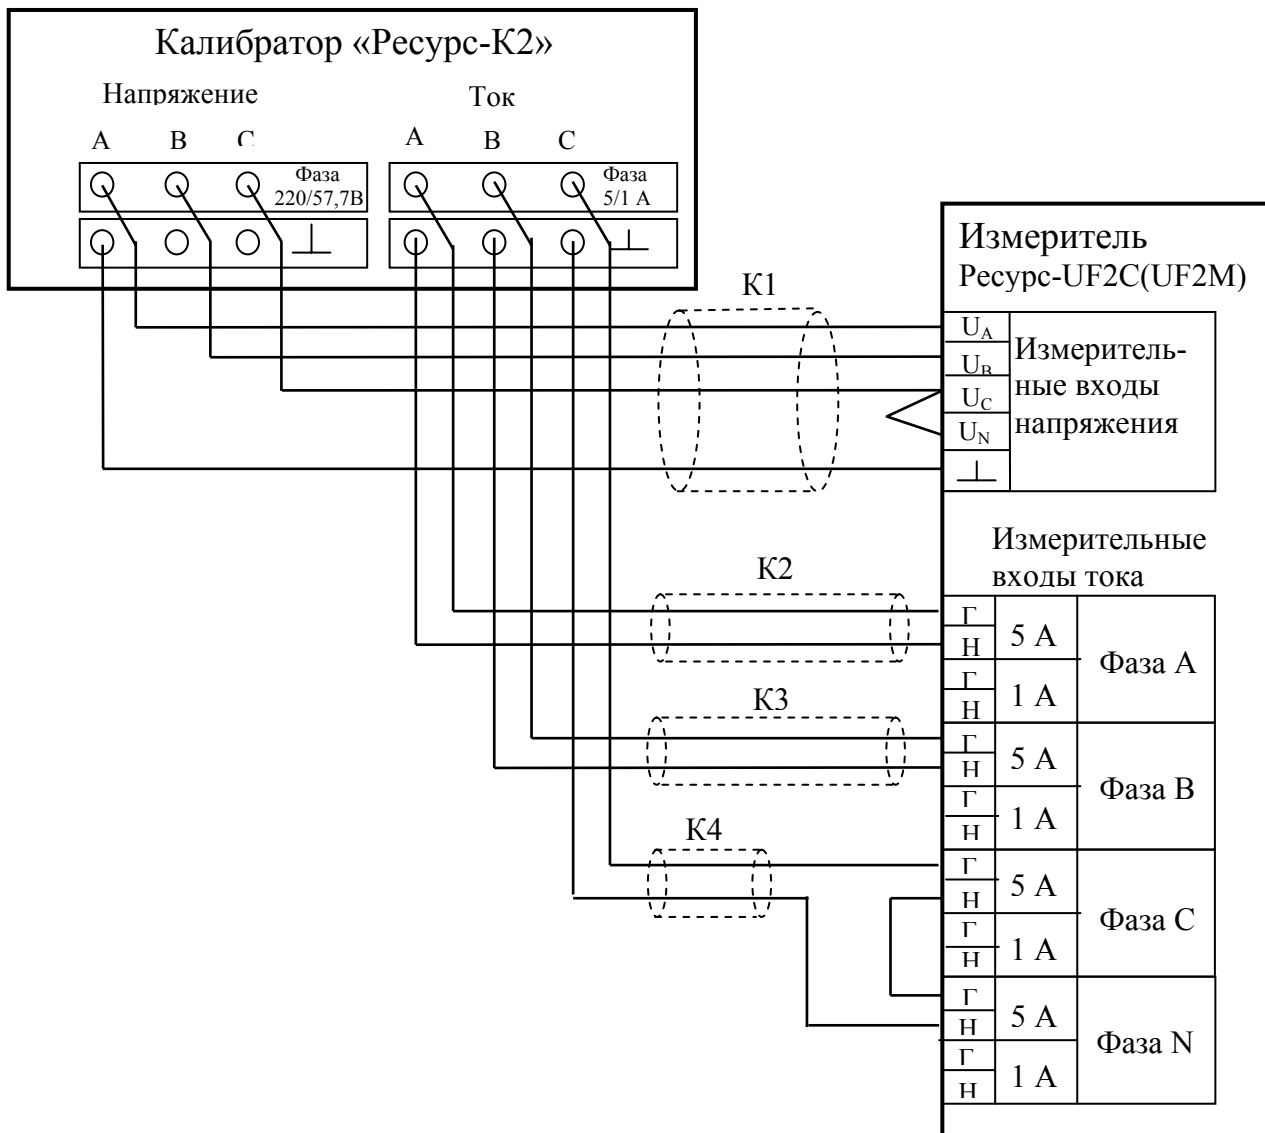 Калибратор «Ресурс-К2»
Напряжение
Ток
А В С
А В С
Фаза
220/57,7В
Фаза
5/1 А
Измеритель
Ресурс-UF2C(UF2M)
К1
UA
UB
UC
UN
Измеритель-
ные входы
напряжения
Измерительные
входы тока
К2
Г
Н
5 А
Г
Н
1 А
Фаза А
К3
Г
Н
5 А
Г
Н
1 А
Фаза В
К4
Г
Н
5 А
Г
Н
1 А
Фаза С
Г
Н
5 А
Г
Н
1 А
Фаза N